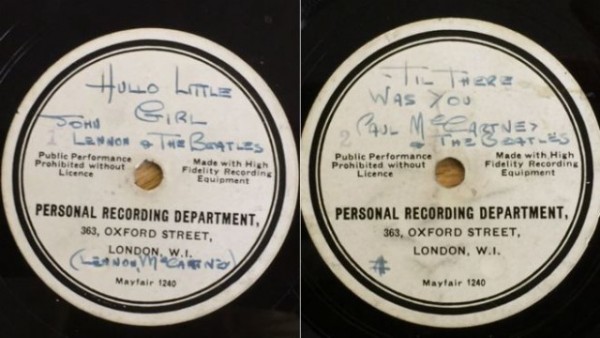 HULLO LITTLE
GIRL
JOHN
LENNON & THE BEATLES
1
Public Performance
Prohibited without
Licence
Made with High
Fidelity Recording
Equipment
PERSONAL RECORDING DEPARTMENT,
363, OXFORD STREET,
LONDON, W.I.
(LENNON, McCARTNEY)
Mayfair 1240
'TIL THERE
WAS YOU
PAUL McCARTNEY
& THE BEATLES
2
Public Performance
Prohibited without
Licence
Made with High
Fidelity Recording
Equipment
PERSONAL RECORDING DEPARTMENT,
363, OXFORD STREET,
LONDON, W.I.
Mayfair 1240